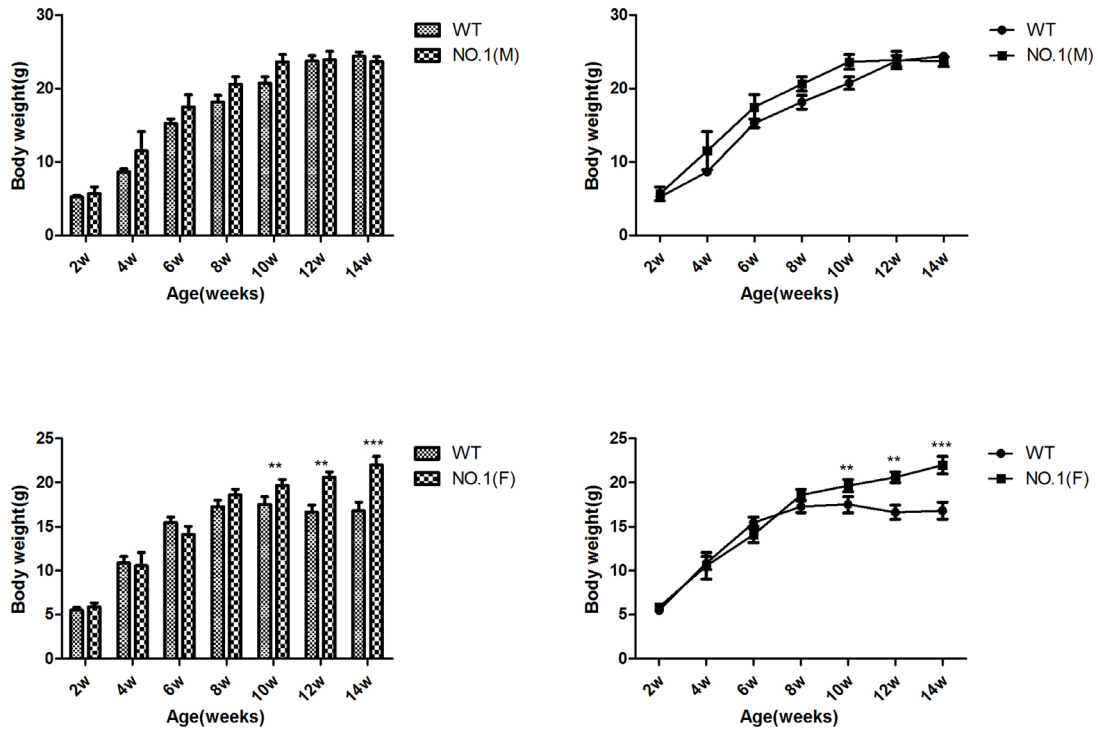 30
20
10
0
Body weight(g)
2w
4w
6w
8w
10w
12w
14w
Age(weeks)
WT
NO.1(M)
30
20
10
0
Body weight(g)
2w
4w
6w
8w
10w
12w
14w
Age(weeks)
WT
NO.1(M)
25
20
15
10
5
0
Body weight(g)
**
**
***
2w
4w
6w
8w
10w
12w
14w
Age(weeks)
WT
NO.1(F)
25
20
15
10
5
0
Body weight(g)
**
**
***
2w
4w
6w
8w
10w
12w
14w
Age(weeks)
WT
NO.1(F)